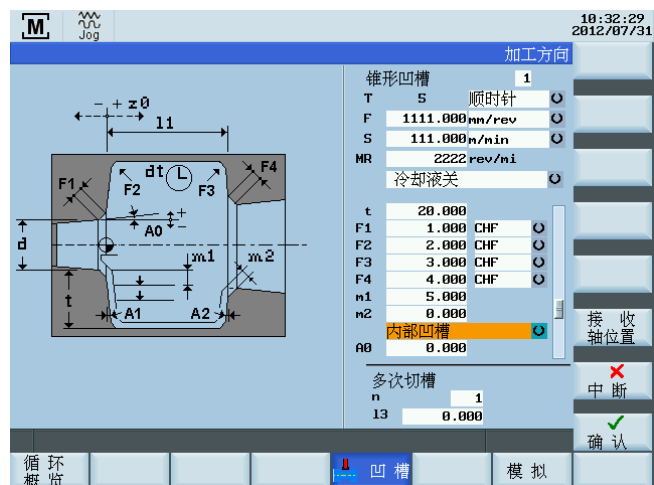 M
Jog
10:32:29
2012/07/31
加工方向
- + z0
l1
dt
F1
F2
F3
F4
A0
+
-
d
m1
m2
t
A1
A2
锥形凹槽 1
T 5 顺时针
F 1111.000 mm/rev
S 111.000 m/min
MR 2222 rev/mi
冷却液关
t 20.000
F1 1.000 CHF
F2 2.000 CHF
F3 3.000 CHF
F4 4.000 CHF
m1 5.000
m2 0.000
内部凹槽
A0 0.000
多次切槽
n 1
l3 0.000
接 收
轴位置
中 断
确 认
循 环
概 览
凹 槽
模 拟